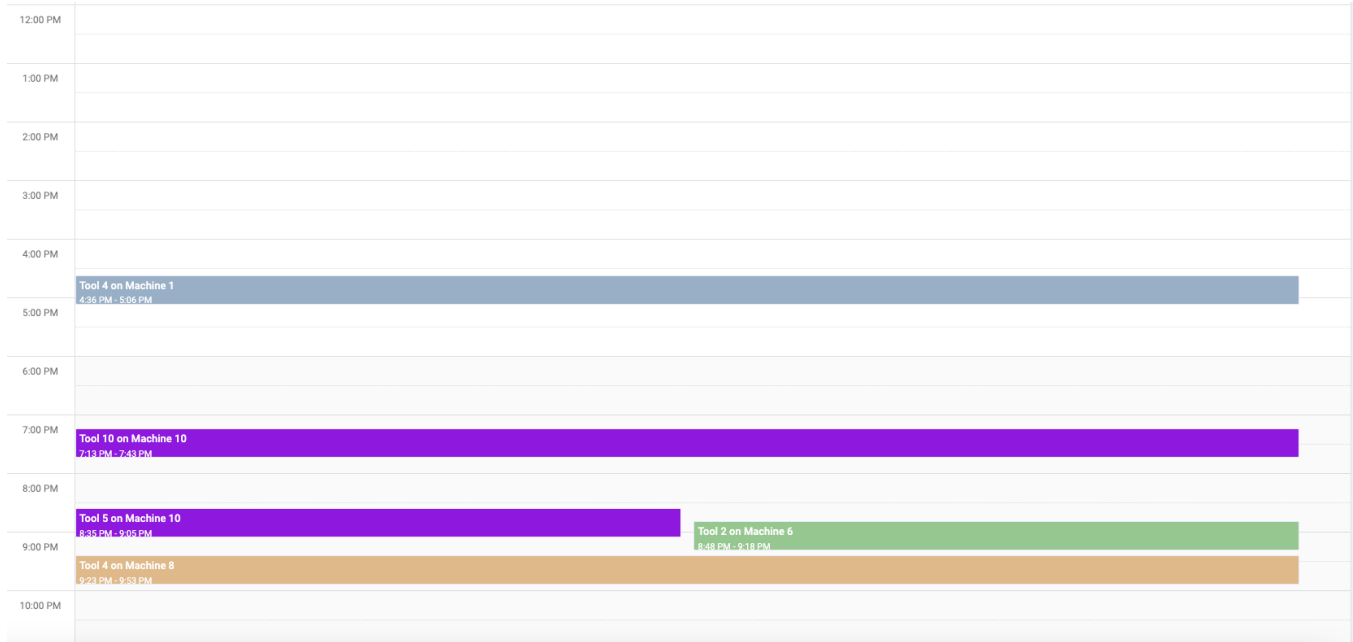 12:00 PM
1:00 PM
2:00 PM
3:00 PM
4:00 PM
Tool 4 on Machine 1
4:36 PM - 5:06 PM
5:00 PM
6:00 PM
7:00 PM
Tool 10 on Machine 10
7:13 PM - 7:43 PM
8:00 PM
Tool 5 on Machine 10
8:35 PM - 9:05 PM
Tool 2 on Machine 6
8:48 PM - 9:18 PM
9:00 PM
Tool 4 on Machine 8
9:23 PM - 9:53 PM
10:00 PM